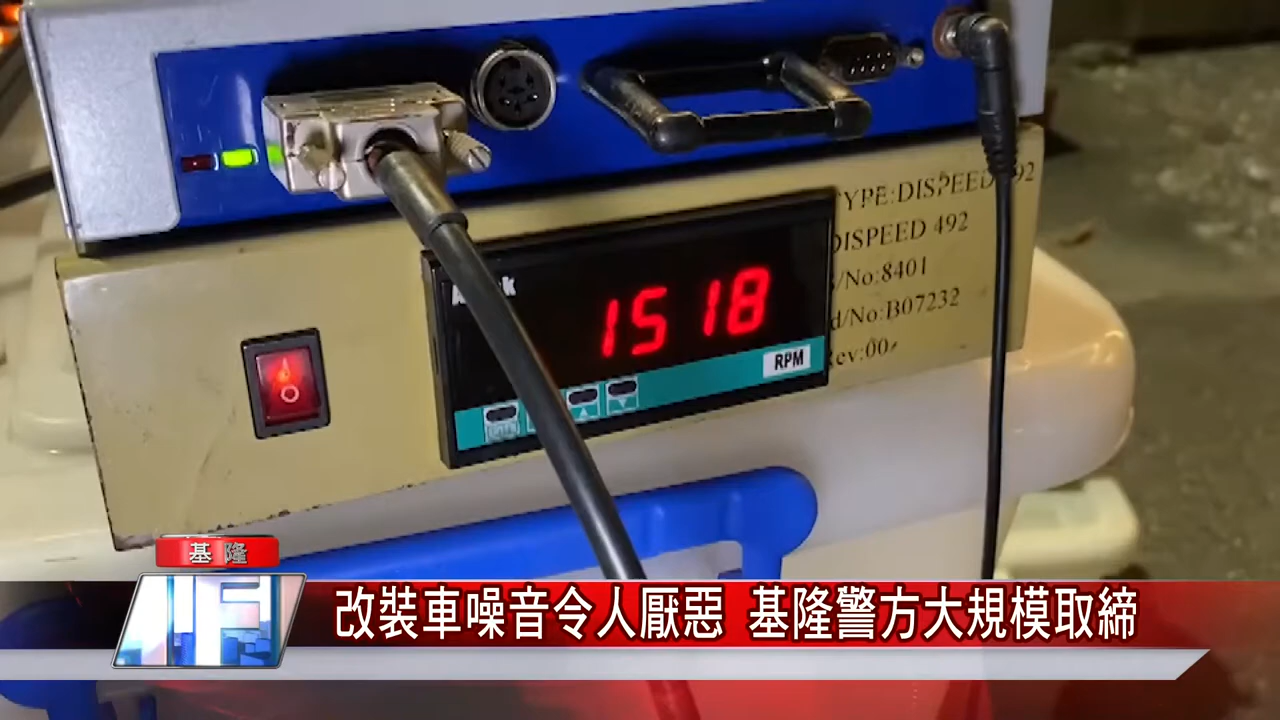 TYPE:DISPEED 492
DISPEED 492
S/No:8401
d/No:B07232
Rev:00
1518
RPM
基隆
改裝車噪音令人厭惡 基隆警方大規模取締